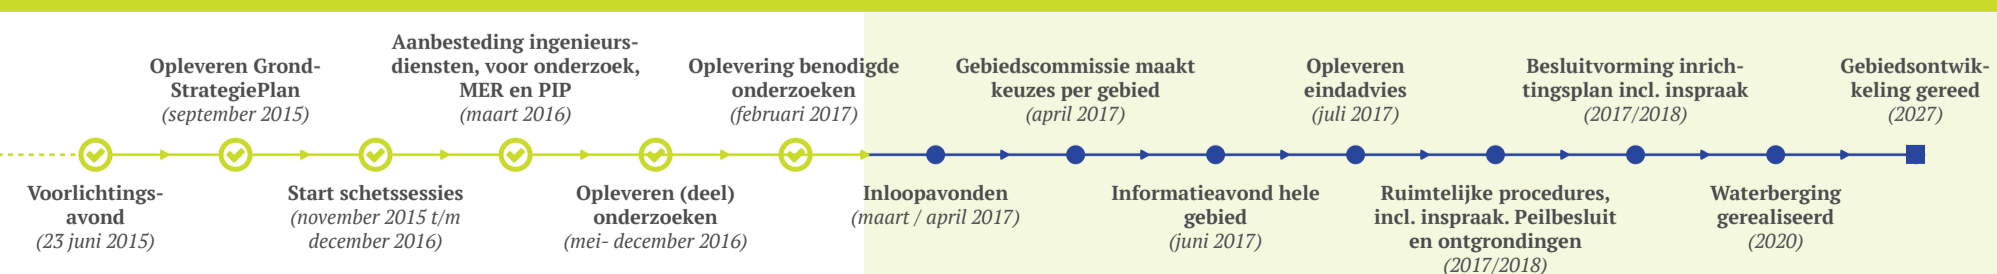 Opleveren Grond-
StrategiePlan
(september 2015)
Aanbesteding ingenieurs-
diensten, voor onderzoek,
MER en PIP
(maart 2016)
Oplevering benodigde
onderzoeken
(februari 2017)
Gebiedscommissie maakt
keuzes per gebied
(april 2017)
Opleveren
eindadvies
(juli 2017)
Besluitvorming inrich-
tingsplan incl. inspraak
(2017/2018)
Gebiedsontwik-
keling gereed
(2027)
Voorlichtings-
avond
(23 juni 2015)
Start schetssessies
(november 2015 t/m
december 2016)
Opleveren (deel)
onderzoeken
(mei- december 2016)
Inloopavonden
(maart / april 2017)
Informatieavond hele
gebied
(juni 2017)
Ruimtelijke procedures,
incl. inspraak. Peilbesluit
en ontgrondingen
(2017/2018)
Waterberging
gerealiseerd
(2020)